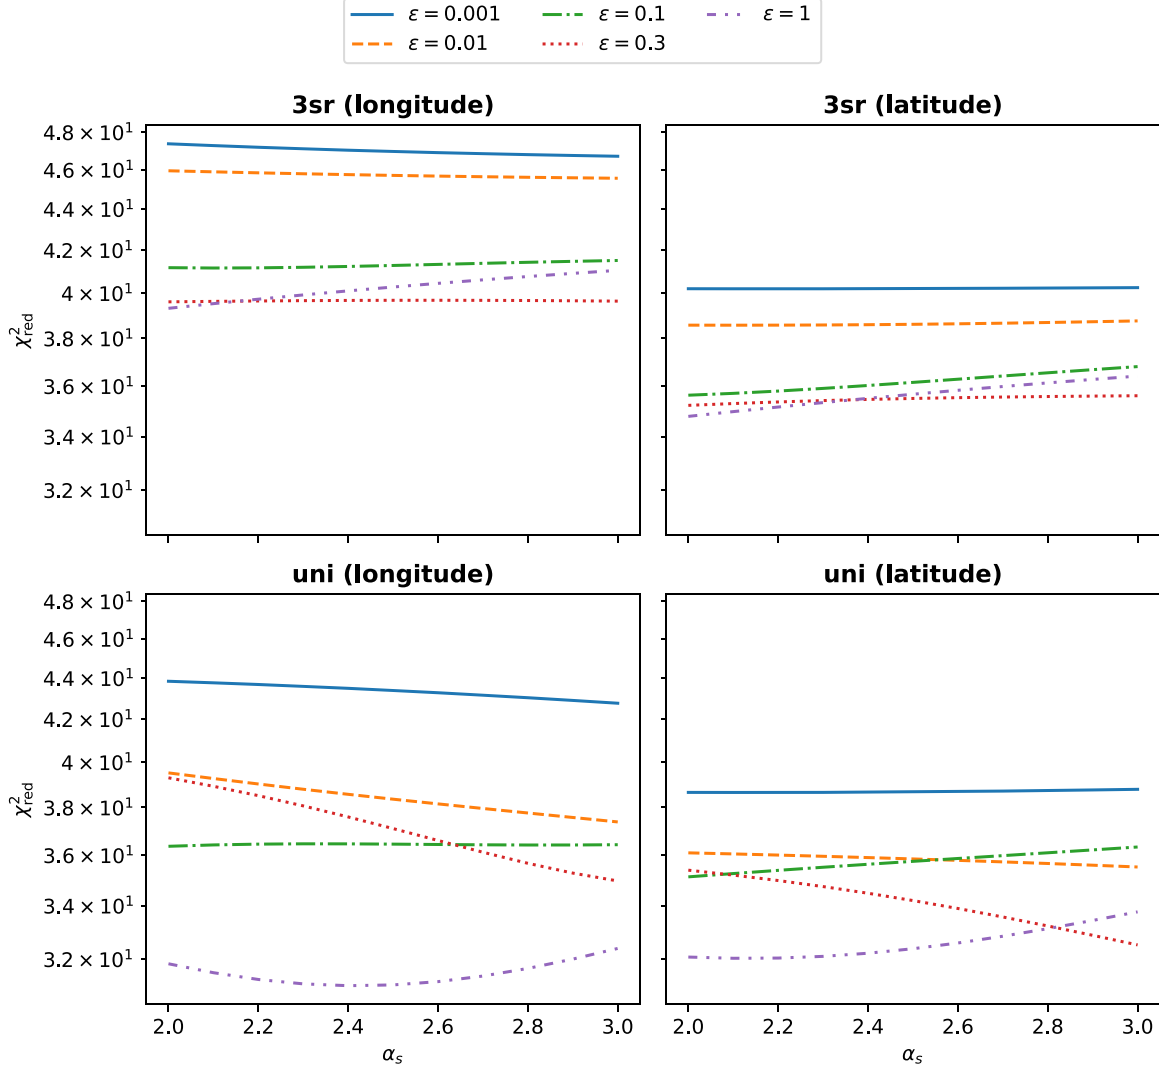 ε = 0.001 ε = 0.1 ε = 1
ε = 0.01 ε = 0.3
3sr (longitude) 3sr (latitude)
4.8 × 10¹
4.6 × 10¹
4.4 × 10¹
4.2 × 10¹
4 × 10¹
3.8 × 10¹
3.6 × 10¹
3.4 × 10¹
3.2 × 10¹
χ²red
uni (longitude) uni (latitude)
4.8 × 10¹
4.6 × 10¹
4.4 × 10¹
4.2 × 10¹
4 × 10¹
3.8 × 10¹
3.6 × 10¹
3.4 × 10¹
3.2 × 10¹
χ²red
2.0 2.2 2.4 2.6 2.8 3.0 2.0 2.2 2.4 2.6 2.8 3.0
αs αs